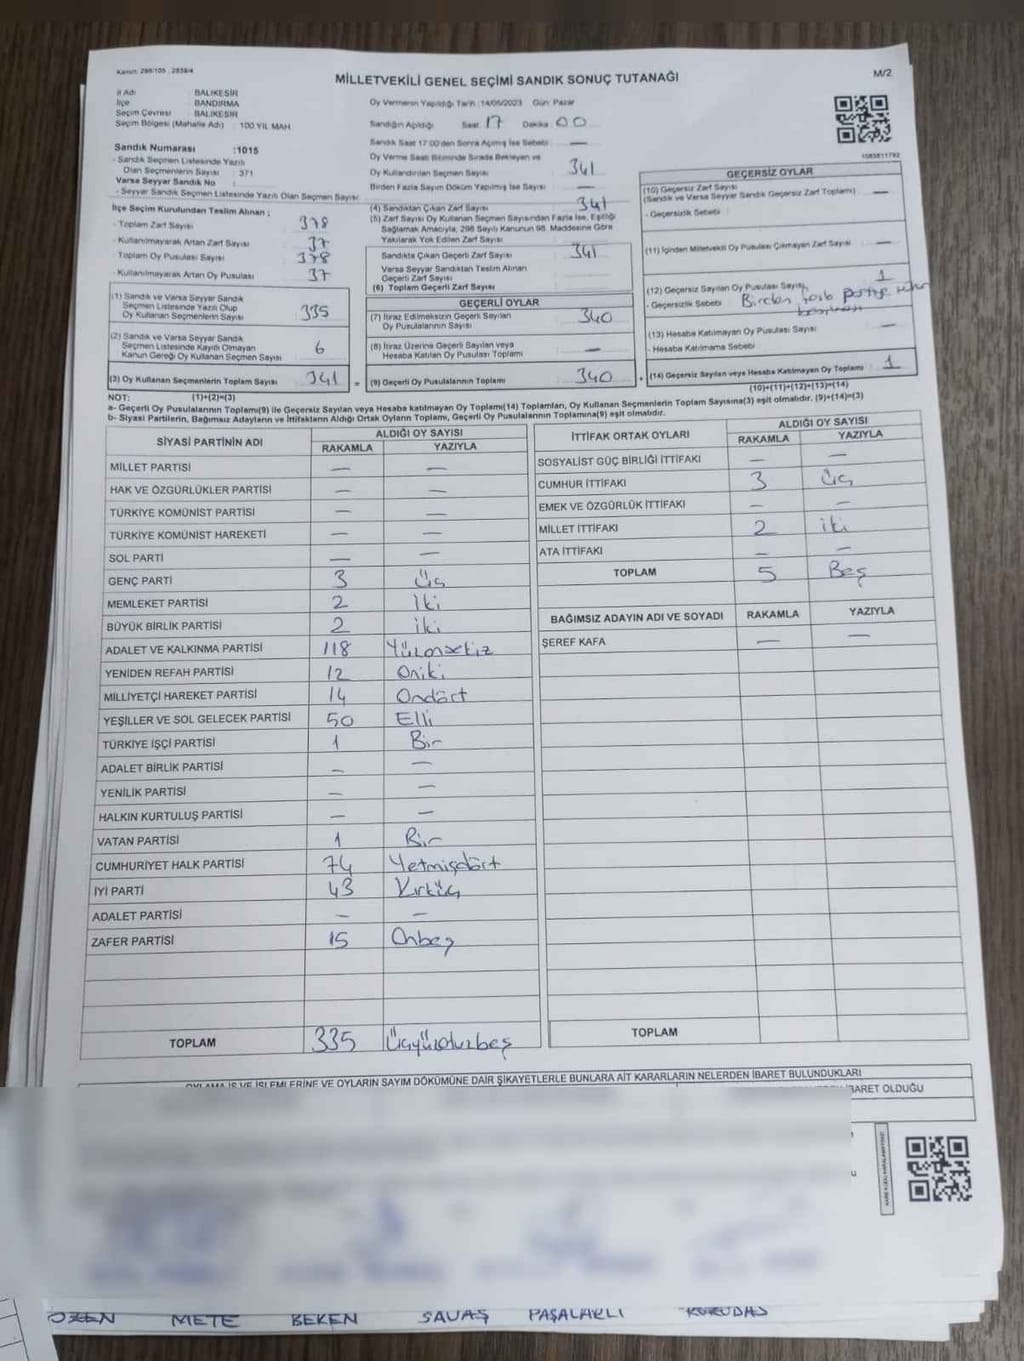 Kanun: 298/105 , 2839/4
MİLLETVEKİLİ GENEL SEÇİMİ SANDIK SONUÇ TUTANAĞI
M/2
İl Adı : BALIKESİR
İlçe BANDIRMA
Seçim Çevresi BALIKESİR
Seçim Bölgesi (Mahalle Adı) : 100.YIL MAH
Sandık Numarası :1015
- Sandık Seçmen Listesinde Yazılı
Olan Seçmenlerin Sayısı : 371
Varsa Seyyar Sandık No :
- Seyyar Sandık Seçmen Listesinde Yazılı Olan Seçmen Sayısı
İlçe Seçim Kurulundan Teslim Alınan ;
- Toplam Zarf Sayısı 378
- Kullanılmayarak Artan Zarf Sayısı 37
- Toplam Oy Pusulası Sayısı 378
- Kullanılmayarak Artan Oy Pusulası 37
(1) Sandık ve Varsa Seyyar Sandık
Seçmen Listesinde Yazılı Olup
Oy Kullanan Seçmenlerin Sayısı 335
(2) Sandık ve Varsa Seyyar Sandık
Seçmen Listesinde Kayıtlı Olmayan
Kanun Gereği Oy Kullanan Seçmen Sayısı 6
(3) Oy Kullanan Seçmenlerin Toplam Sayısı 341 =
Oy Vermenin Yapıldığı Tarih :14/05/2023 Gün: Pazar
Sandığın Açıldığı Saat 17 Dakika 00
Sandık Saat 17:00'den Sonra Açılmış İse Sebebi : —
Oy Verme Saati Bitiminde Sırada Bekleyen ve
Oy Kullandırılan Seçmen Sayısı 341
Birden Fazla Sayım Döküm Yapılmış İse Sayısı —
(4) Sandıktan Çıkan Zarf Sayısı 341
(5) Zarf Sayısı Oy Kullanan Seçmen Sayısından Fazla İse, Eşitliği
Sağlamak Amacıyla, 298 Sayılı Kanunun 98. Maddesine Göre
Yakılarak Yok Edilen Zarf Sayısı —
Sandıkta Çıkan Geçerli Zarf Sayısı 341
Varsa Seyyar Sandıktan Teslim Alınan
Geçerli Zarf Sayısı
(6) Toplam Geçerli Zarf Sayısı
GEÇERLİ OYLAR
(7) İtiraz Edilmeksizin Geçerli Sayılan
Oy Pusulalarının Sayısı 340
(8) İtiraz Üzerine Geçerli Sayılan veya
Hesaba Katılan Oy Pusulası Toplamı —
(9) Geçerli Oy Pusulalarının Toplamı 340 +
1085811792
GEÇERSİZ OYLAR
(10) Geçersiz Zarf Sayısı
(Sandık ve Varsa Seyyar Sandık Geçersiz Zarf Toplamı) —
- Geçersizlik Sebebi
(11) İçinden Milletvekili Oy Pusulası Çıkmayan Zarf Sayısı —
(12) Geçersiz Sayılan Oy Pusulası Sayısı 1
- Geçersizlik Sebebi Birden fazla partiye mühür
basılması
(13) Hesaba Katılmayan Oy Pusulası Sayısı —
- Hesaba Katılmama Sebebi
(14) Geçersiz Sayılan veya Hesaba Katılmayan Oy Toplamı 1
(10)+(11)+(12)+(13)=(14)
NOT: (1)+(2)=(3)
a- Geçerli Oy Pusulalarının Toplamı(9) ile Geçersiz Sayılan veya Hesaba katılmayan Oy Toplamı(14) Toplamları, Oy Kullanan Seçmenlerin Toplam Sayısına(3) eşit olmalıdır. (9)+(14)=(3)
b- Siyasi Partilerin, Bağımsız Adayların ve İttifakların Aldığı Ortak Oyların Toplamı, Geçerli Oy Pusulalarının Toplamına(9) eşit olmalıdır.
SİYASİ PARTİNİN ADI ALDIĞI OY SAYISI
RAKAMLA YAZIYLA
MİLLET PARTİSİ — —
HAK VE ÖZGÜRLÜKLER PARTİSİ — —
TÜRKİYE KOMÜNİST PARTİSİ — —
TÜRKİYE KOMÜNİST HAREKETİ — —
SOL PARTİ — —
GENÇ PARTİ 3 Üç
MEMLEKET PARTİSİ 2 İki
BÜYÜK BİRLİK PARTİSİ 2 iki
ADALET VE KALKINMA PARTİSİ 118 Yüzonsekiz
YENİDEN REFAH PARTİSİ 12 Oniki
MİLLİYETÇİ HAREKET PARTİSİ 14 Ondört
YEŞİLLER VE SOL GELECEK PARTİSİ 50 Elli
TÜRKİYE İŞÇİ PARTİSİ 1 Bir
ADALET BİRLİK PARTİSİ — —
YENİLİK PARTİSİ — —
HALKIN KURTULUŞ PARTİSİ — —
VATAN PARTİSİ 1 Bir
CUMHURİYET HALK PARTİSİ 74 Yetmişdört
İYİ PARTİ 43 Kırküç
ADALET PARTİSİ — —
ZAFER PARTİSİ 15 Onbeş
TOPLAM 335 Üçyüzotuzbeş
İTTİFAK ORTAK OYLARI ALDIĞI OY SAYISI
RAKAMLA YAZIYLA
SOSYALİST GÜÇ BİRLİĞİ İTTİFAKI — —
CUMHUR İTTİFAKI 3 Üç
EMEK VE ÖZGÜRLÜK İTTİFAKI — —
MİLLET İTTİFAKI 2 iki
ATA İTTİFAKI — —
TOPLAM 5 Beş
BAĞIMSIZ ADAYIN ADI VE SOYADI RAKAMLA YAZIYLA
ŞEREF KAFA — —
TOPLAM
OYLAMA İŞ VE İŞLEMLERİNE VE OYLARIN SAYIM DÖKÜMÜNE DAİR ŞİKAYETLERLE BUNLARA AİT KARARLARIN NELERDEN İBARET BULUNDUKLARI
İBARET OLDUĞU
ÖZEN METE BEKEN SAVAŞ PAŞALARLI KORUDAŞ